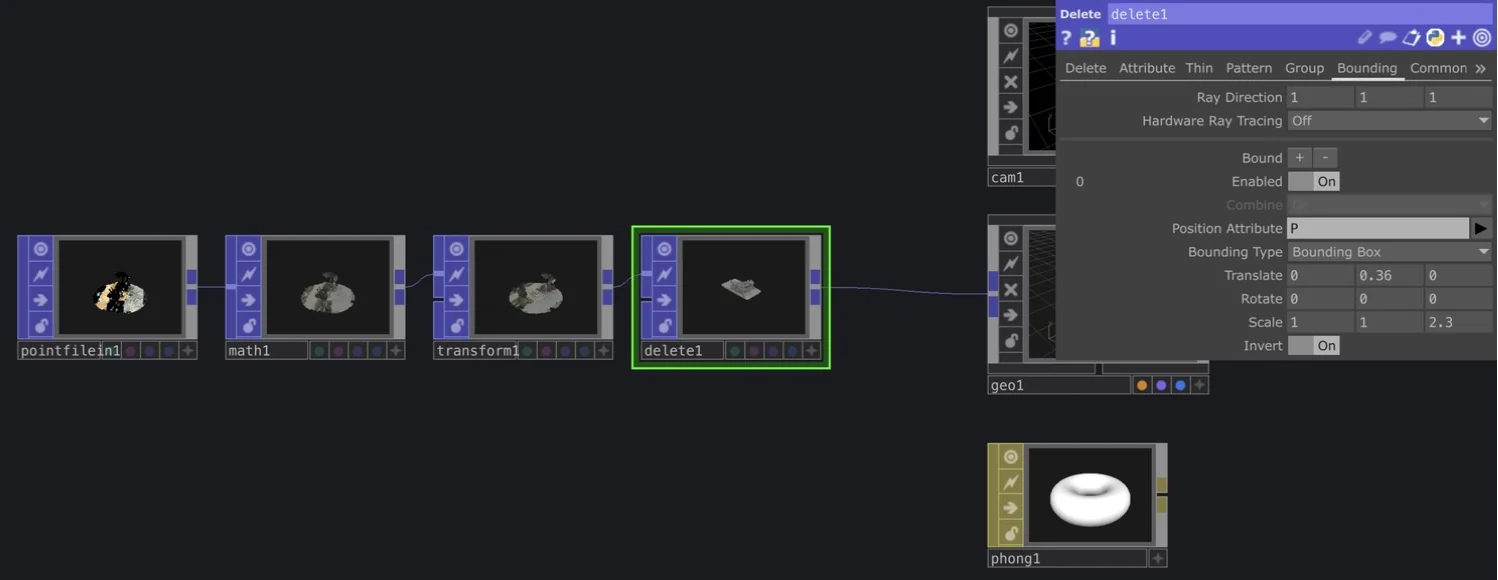 Delete delete1
? ? i
Delete Attribute Thin Pattern Group Bounding Common »
Ray Direction 1 1 1
Hardware Ray Tracing Off
Bound + -
0 Enabled On
Combine
Position Attribute P
Bounding Type Bounding Box
Translate 0 0.36 0
Rotate 0 0 0
Scale 1 1 2.3
Invert On
cam1
pointfilein1
math1
transform1
delete1
geo1
phong1